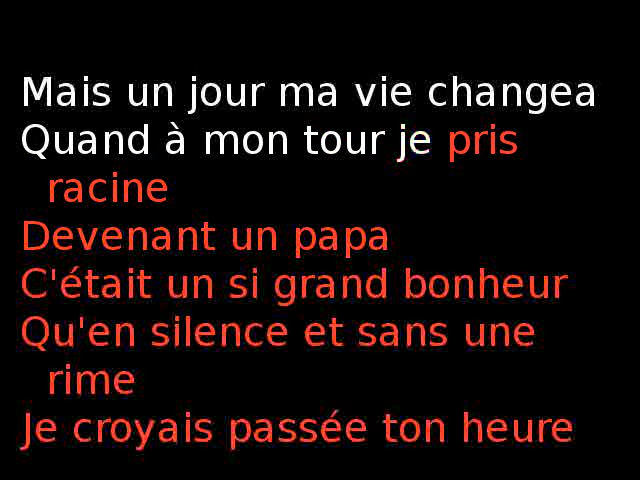 Mais un jour ma vie changea
Quand à mon tour je pris
racine
Devenant un papa
C'était un si grand bonheur
Qu'en silence et sans une
rime
Je croyais passée ton heure